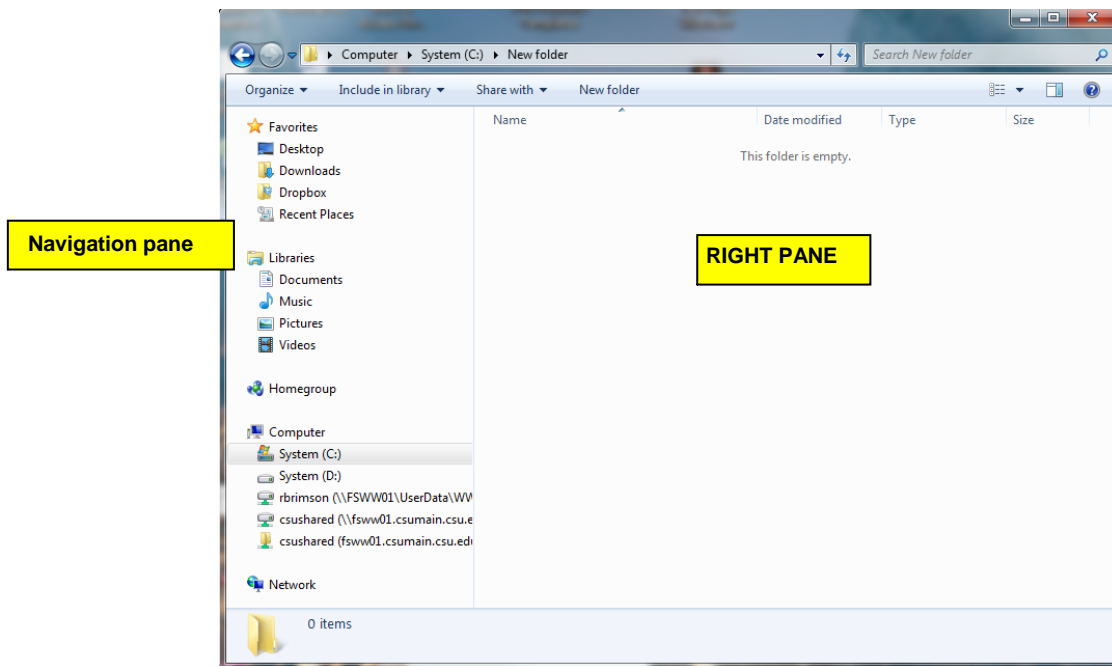 Computer ▸ System (C:) ▸ New folder
Search New folder
Organize Include in library Share with New folder
Name Date modified Type Size
This folder is empty.
Favorites
Desktop
Downloads
Dropbox
Recent Places
Navigation pane
RIGHT PANE
Libraries
Documents
Music
Pictures
Videos
Homegroup
Computer
System (C:)
System (D:)
rbrimson (\\FSWW01\UserData\WW
csushared (\\fsww01.csumain.csu.e
csushared (fsww01.csumain.csu.edu
Network
0 items